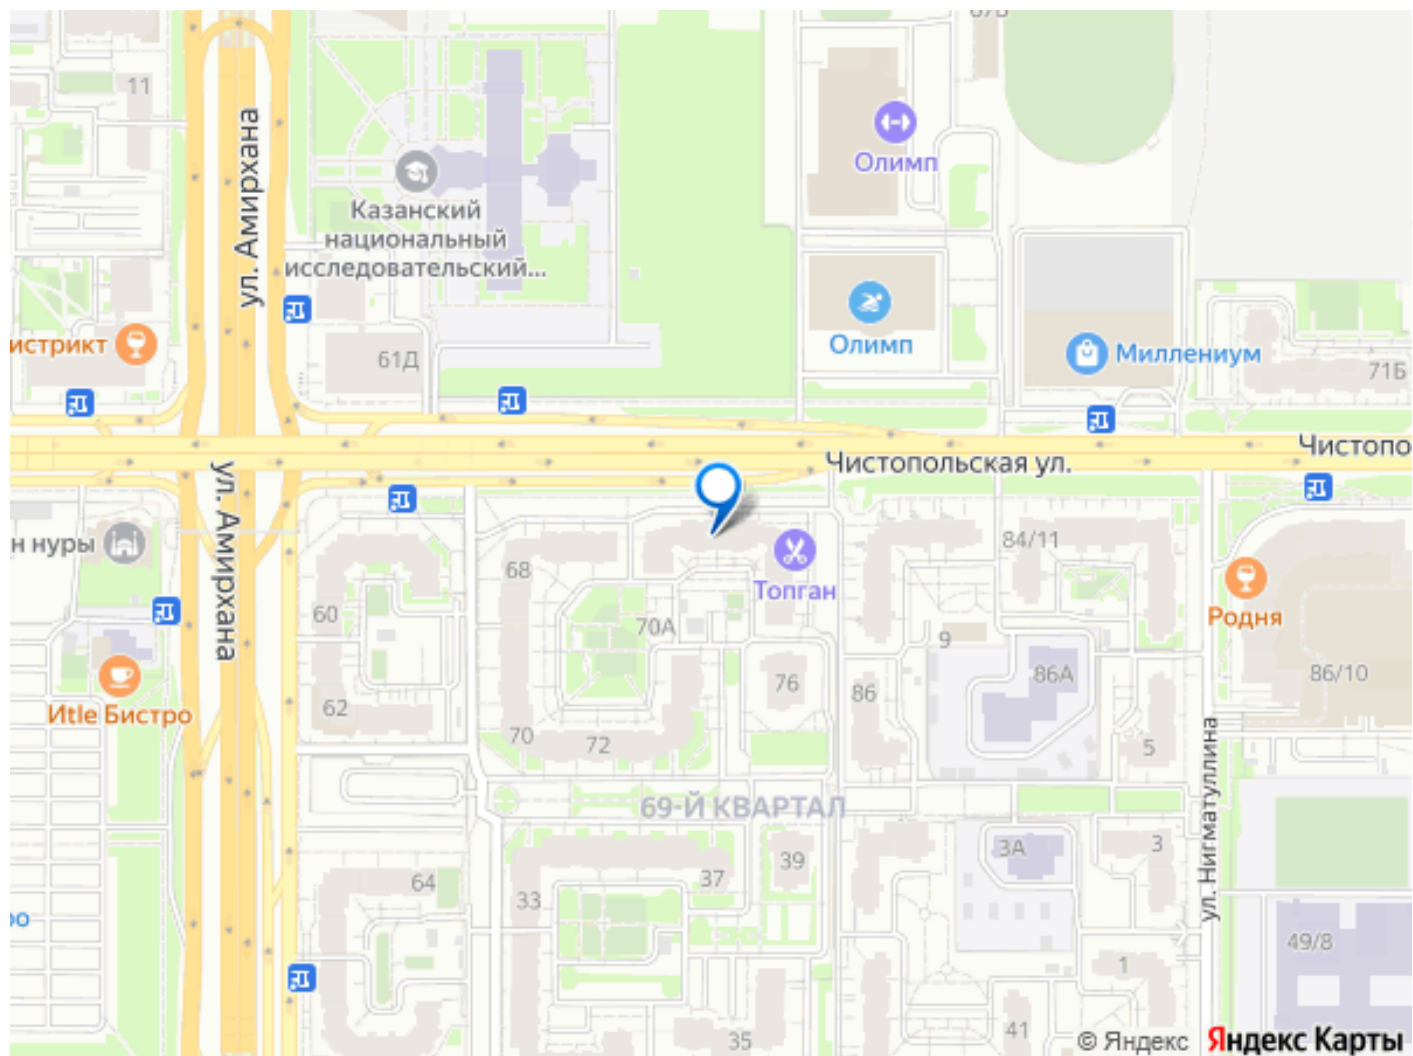 11
ул. Амирхана
Олимп
Казанский
национальный
исследовательский...
истрикт
61Д
Олимп
Миллениум
71Б
Чистопо
Чистопольская ул.
ул. Амирхана
н нуры
68
Топган
84/11
Родня
60
70А
9
86/10
76
86
86А
62
Itle Бистро
70
72
5
69-Й КВАРТАЛ
ул. Нигматуллина
3А
3
39
64
37
33
49/8
1
35
41
© Яндекс
Яндекс Карты